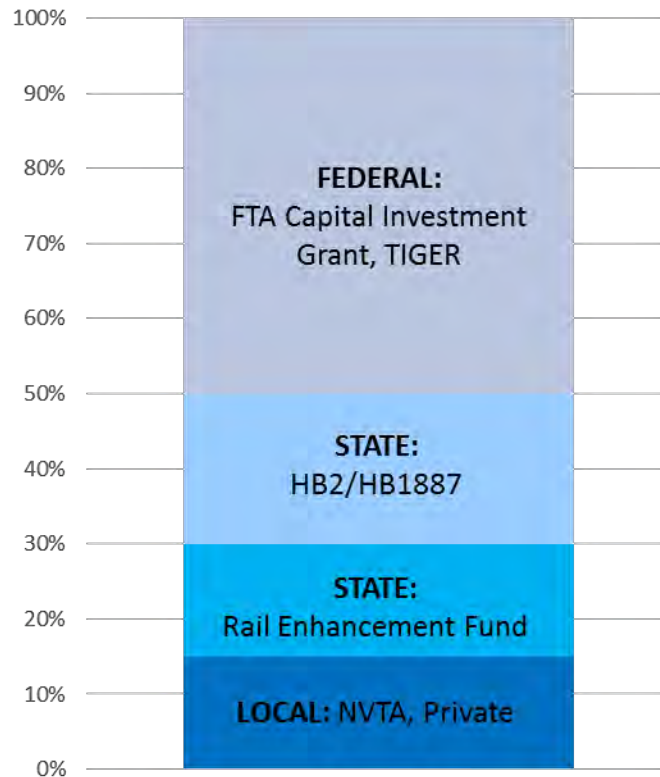 100%
90%
80%
70%
60%
50%
40%
30%
20%
10%
0%
FEDERAL:
FTA Capital Investment
Grant, TIGER
STATE:
HB2/HB1887
STATE:
Rail Enhancement Fund
LOCAL: NVTA, Private